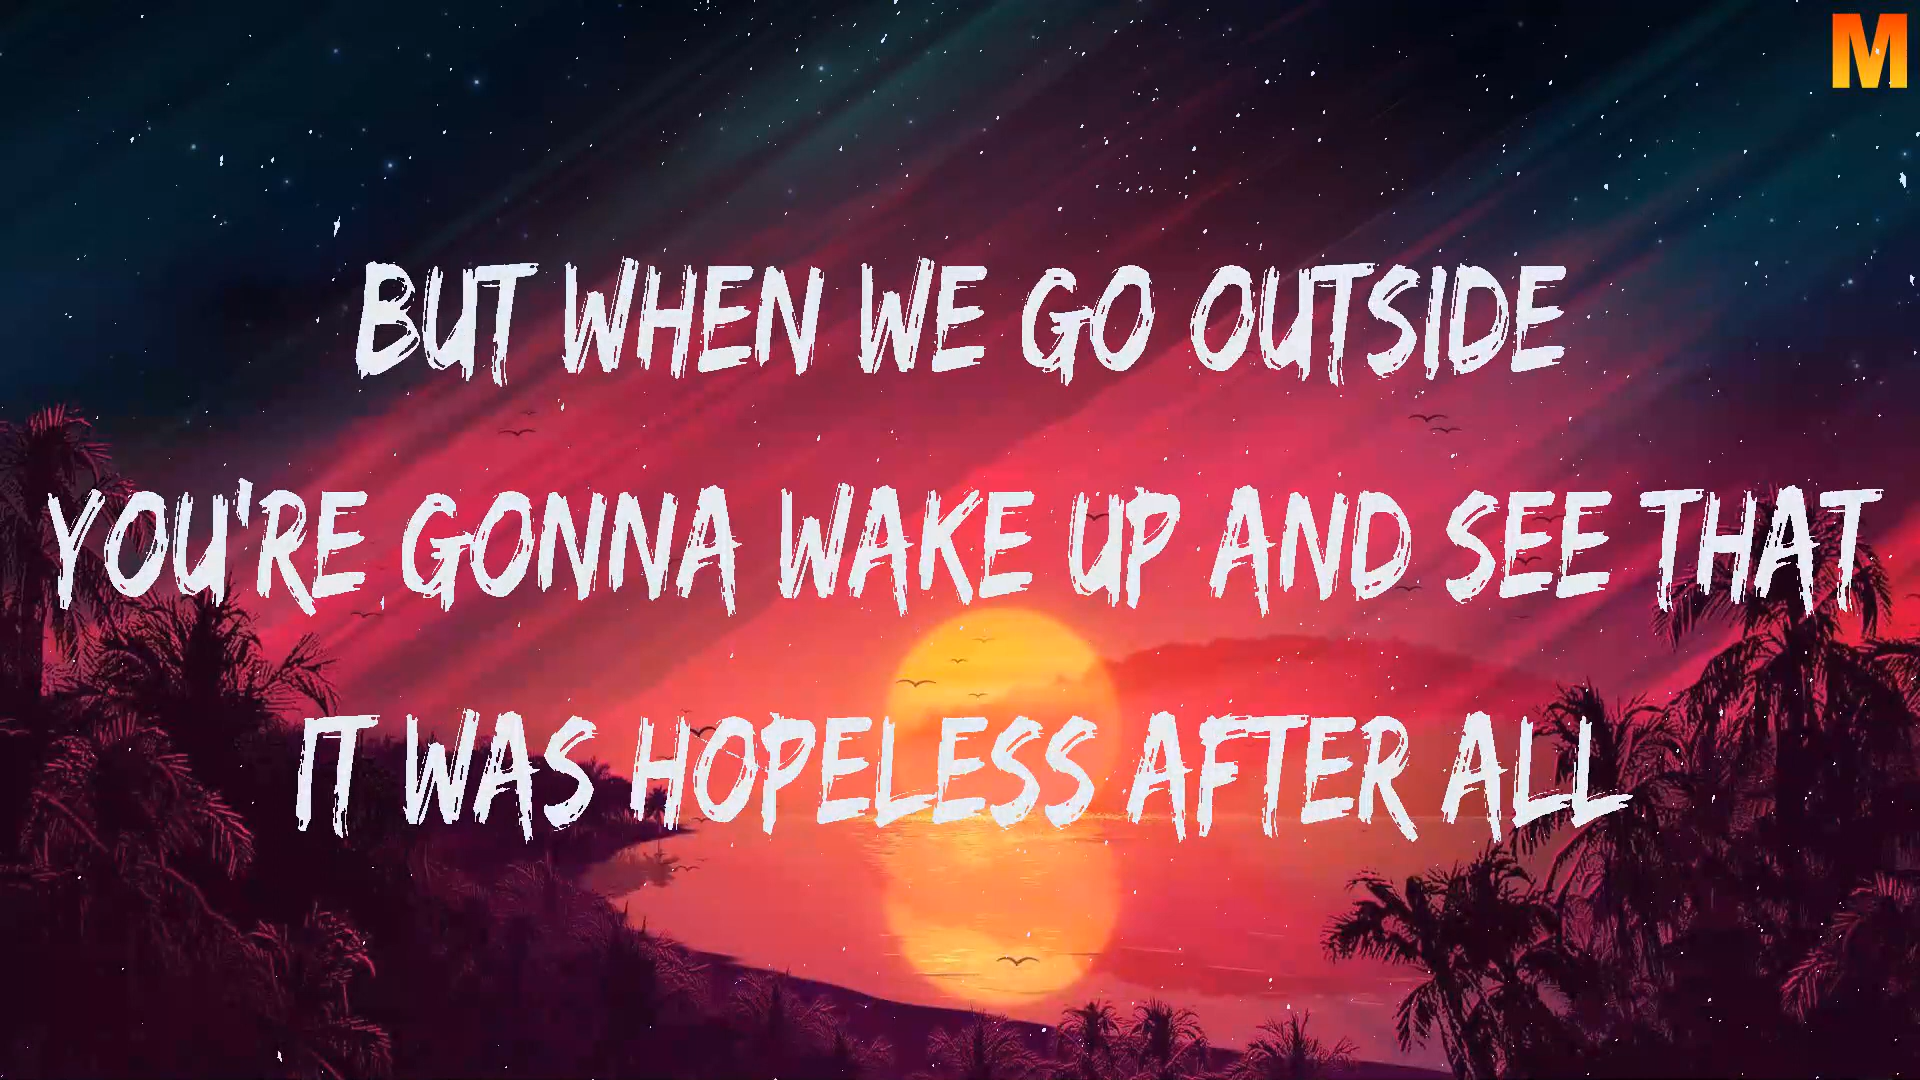 M
BUT WHEN WE GO OUTSIDE
YOU'RE GONNA WAKE UP AND SEE THAT
IT WAS HOPELESS AFTER ALL